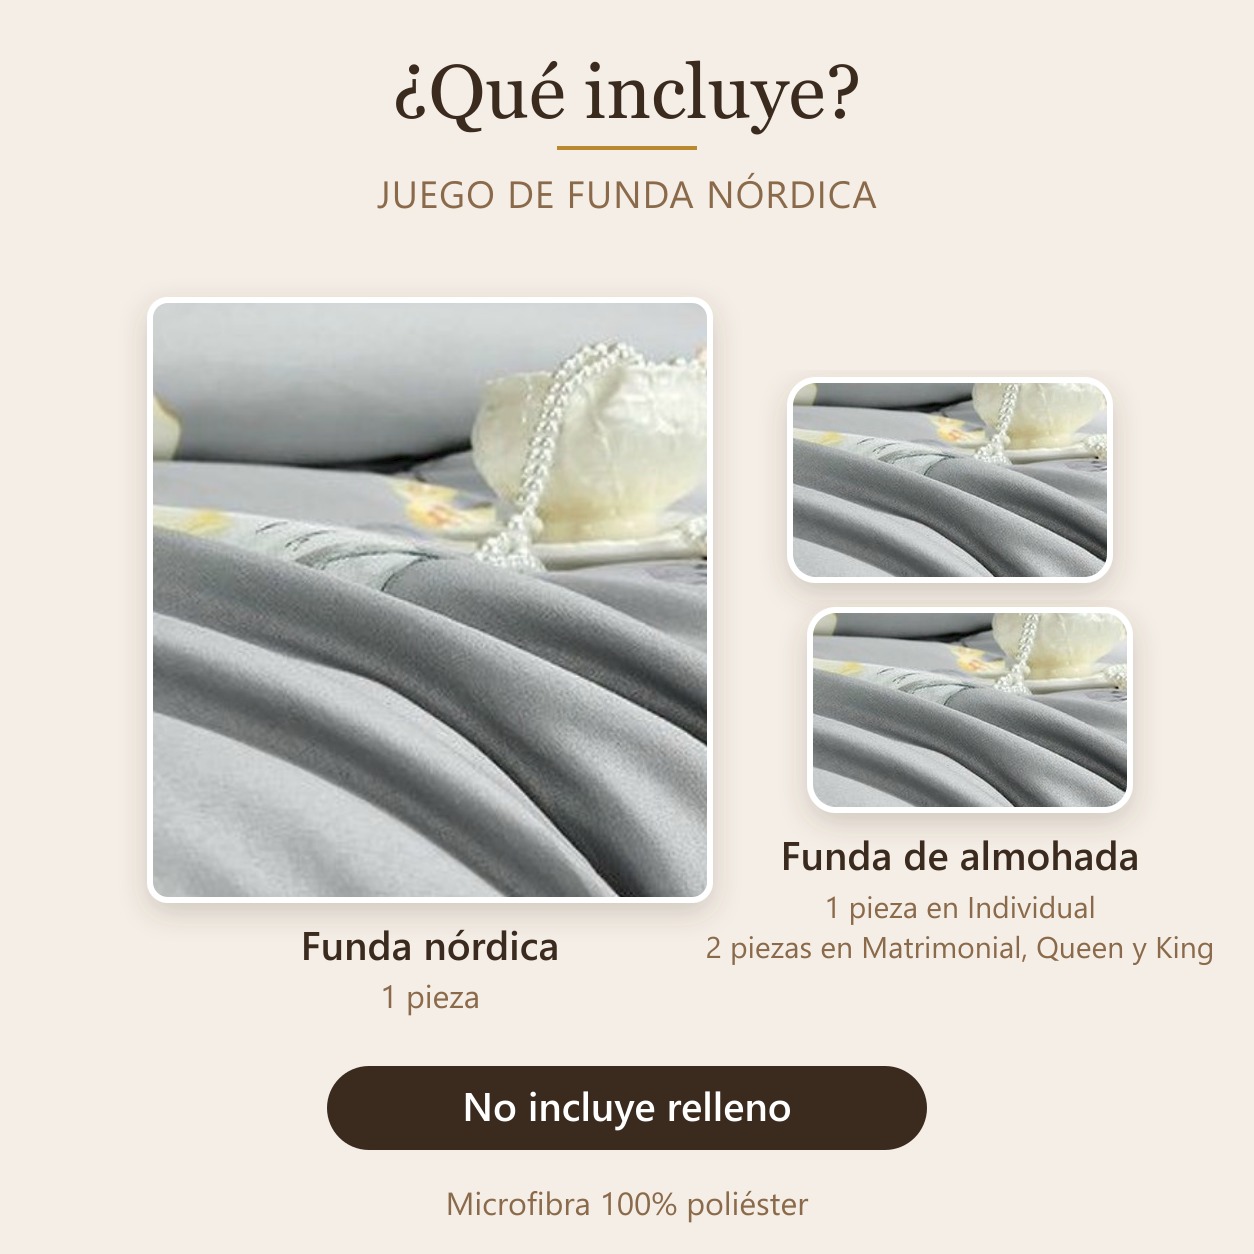 ¿Qué incluye?
JUEGO DE FUNDA NÓRDICA
Funda de almohada
1 pieza en Individual
2 piezas en Matrimonial, Queen y King
Funda nórdica
1 pieza
No incluye relleno
Microfibra 100% poliéster